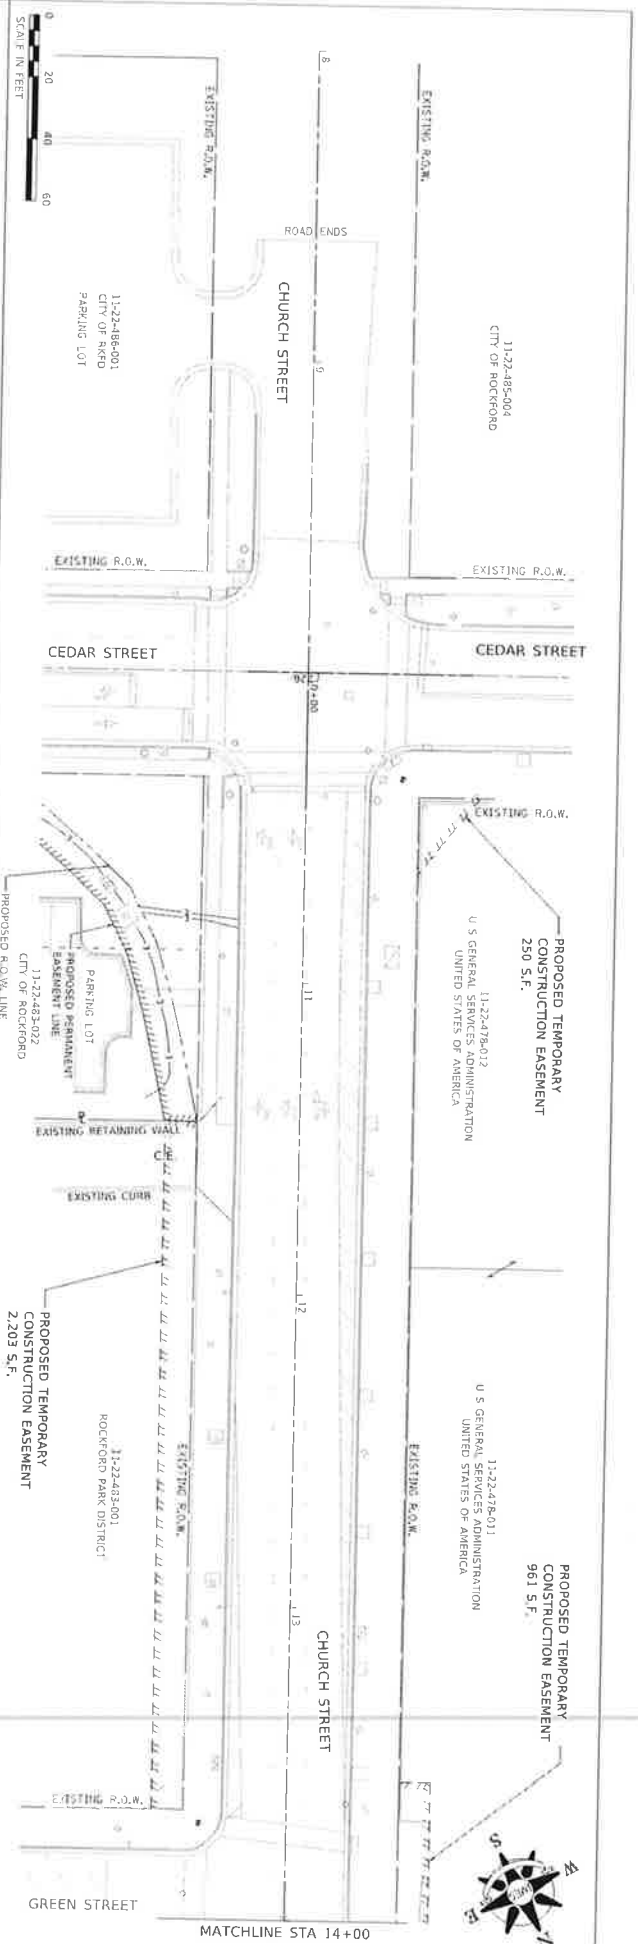 0 20 40 60
SCALE IN FEET
EXISTING R.O.W.
8
EXISTING R.O.W.
ROAD ENDS
CHURCH STREET
9
11-22-486-001
CITY OF RKFD
PARKING LOT
11-22-485-004
CITY OF ROCKFORD
EXISTING R.O.W.
EXISTING R.O.W.
CEDAR STREET
CEDAR STREET
EXISTING R.O.W.
PROPOSED TEMPORARY
CONSTRUCTION EASEMENT
250 S.F.
11-22-478-012
U S GENERAL SERVICES ADMINISTRATION
UNITED STATES OF AMERICA
11
PROPOSED R.O.W. LINE
PROPOSED PERMANENT
EASEMENT LINE
PARKING LOT
11-22-483-022
CITY OF ROCKFORD
EXISTING RETAINING WALL
EXISTING CURB
12
PROPOSED TEMPORARY
CONSTRUCTION EASEMENT
2,203 S.F.
11-22-483-001
ROCKFORD PARK DISTRICT
EXISTING R.O.W.
EXISTING R.O.W.
11-22-478-011
U S GENERAL SERVICES ADMINISTRATION
UNITED STATES OF AMERICA
PROPOSED TEMPORARY
CONSTRUCTION EASEMENT
961 S.F.
13
CHURCH STREET
EXISTING R.O.W.
GREEN STREET
MATCHLINE STA 14+00
S
W
E